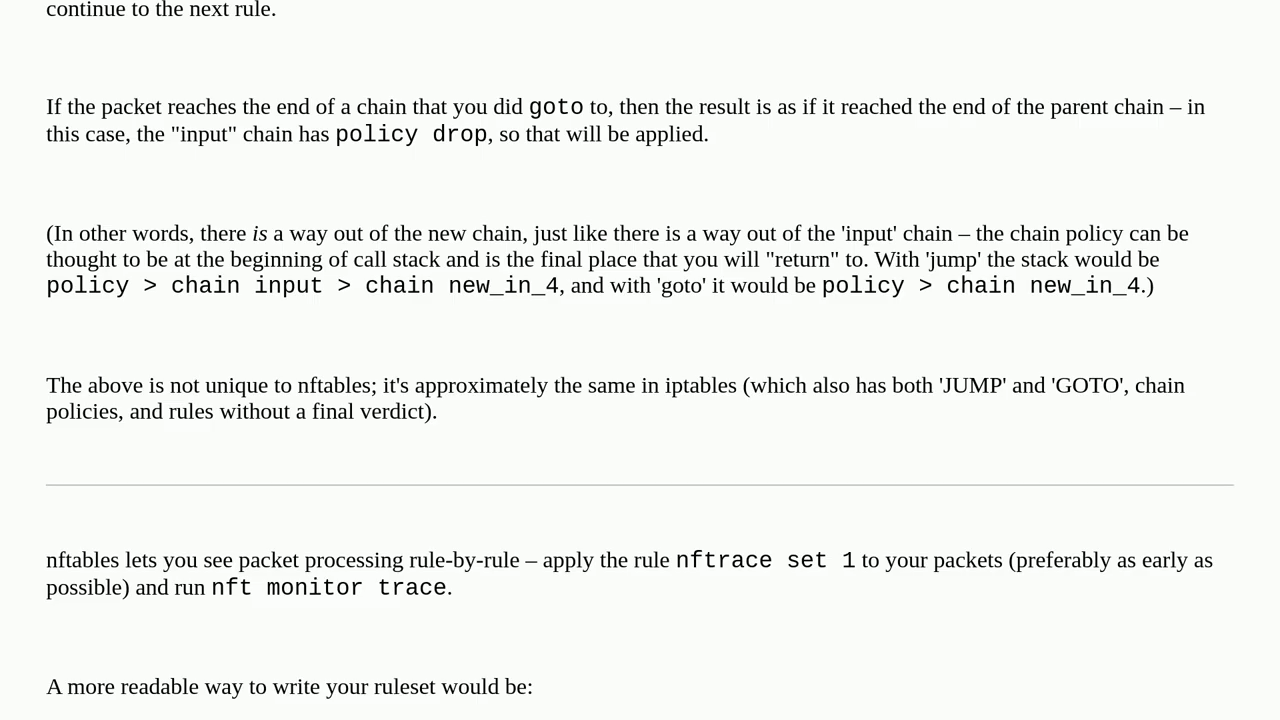 continue to the next rule.
If the packet reaches the end of a chain that you did goto to, then the result is as if it reached the end of the parent chain – in
this case, the "input" chain has policy drop, so that will be applied.
(In other words, there is a way out of the new chain, just like there is a way out of the 'input' chain – the chain policy can be
thought to be at the beginning of call stack and is the final place that you will "return" to. With 'jump' the stack would be
policy > chain input > chain new_in_4, and with 'goto' it would be policy > chain new_in_4.)
The above is not unique to nftables; it's approximately the same in iptables (which also has both 'JUMP' and 'GOTO', chain
policies, and rules without a final verdict).
nftables lets you see packet processing rule-by-rule – apply the rule nftrace set 1 to your packets (preferably as early as
possible) and run nft monitor trace.
A more readable way to write your ruleset would be: